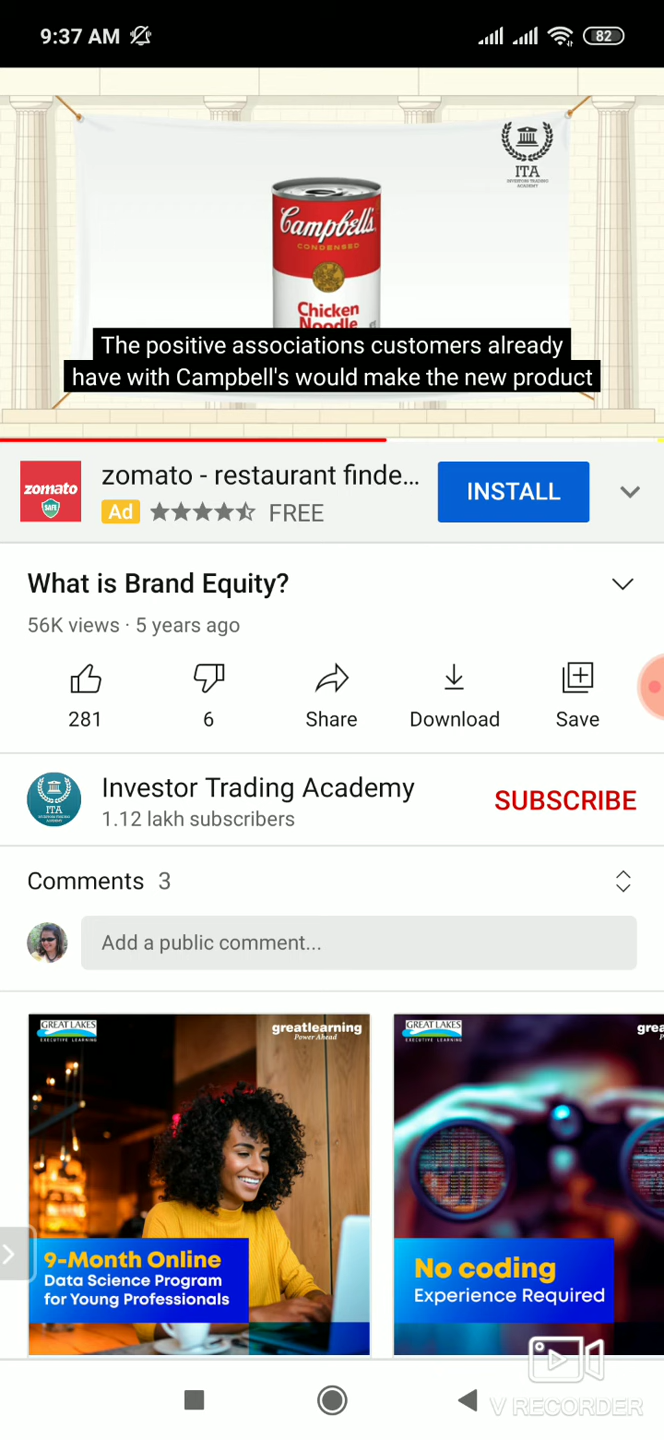 9:37 AM
82
ITA
INVESTOR TRADING
ACADEMY
Campbell's
CONDENSED
Chicken
Noodle
The positive associations customers already
have with Campbell's would make the new product
zomato
SAFE
zomato - restaurant finde...
Ad
FREE
INSTALL
What is Brand Equity?
56K views · 5 years ago
281
6
Share
Download
Save
ITA
Investor Trading Academy
1.12 lakh subscribers
SUBSCRIBE
Comments 3
Add a public comment...
GREAT LAKES
EXECUTIVE LEARNING
greatlearning
Power Ahead
9-Month Online
Data Science Program
for Young Professionals
GREAT LAKES
EXECUTIVE LEARNING
grea
P
No coding
Experience Required
V RECORDER